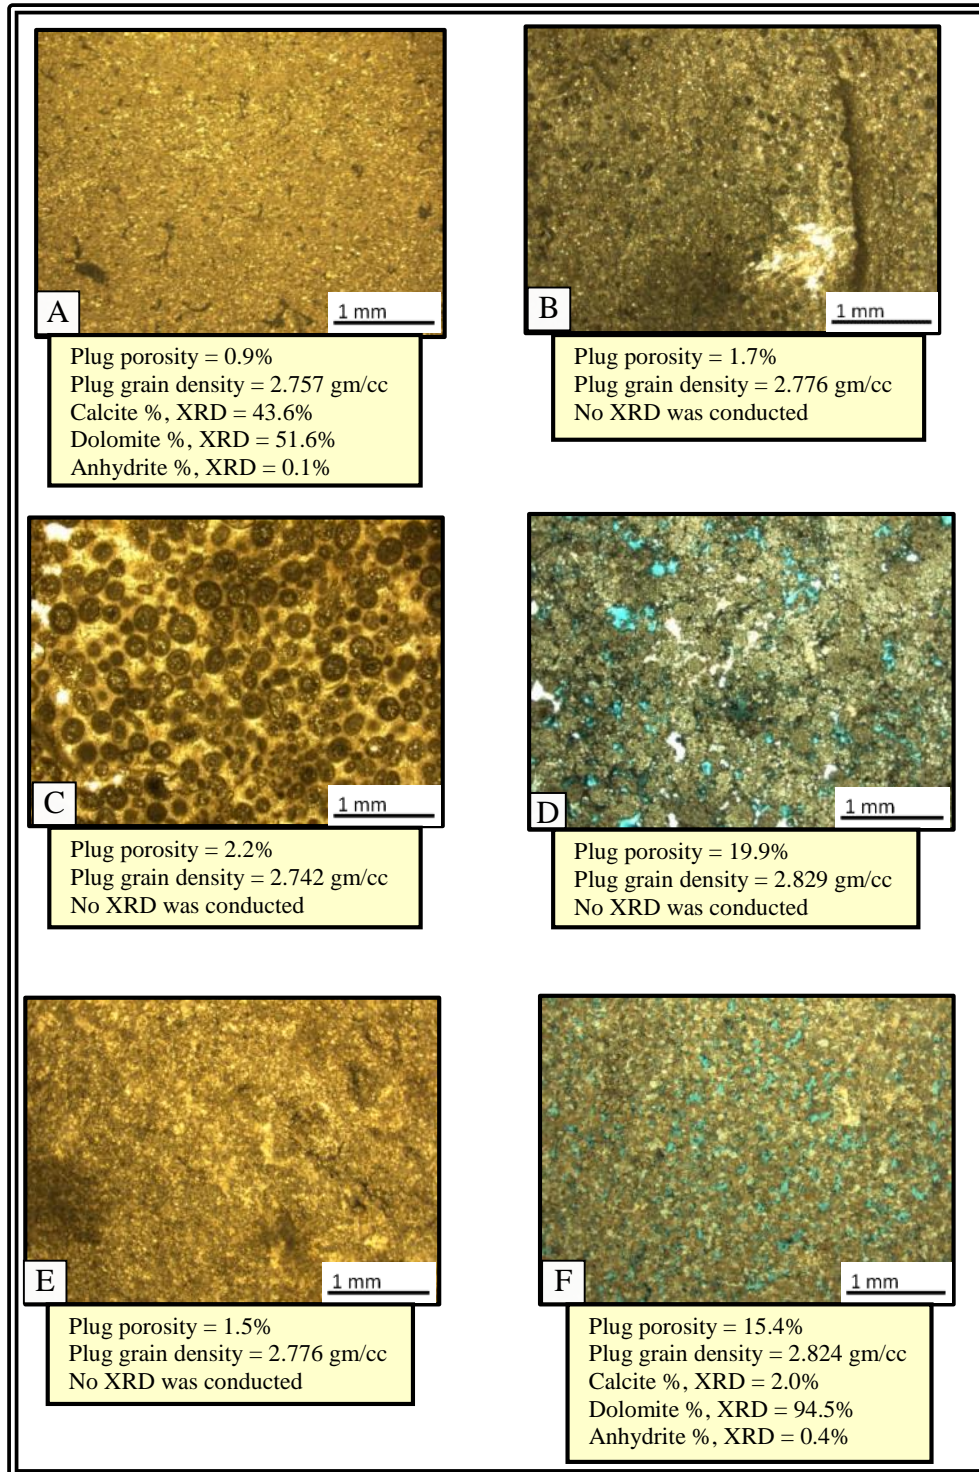 A
1 mm
Plug porosity = 0.9%
Plug grain density = 2.757 gm/cc
Calcite %, XRD = 43.6%
Dolomite %, XRD = 51.6%
Anhydrite %, XRD = 0.1%
B
1 mm
Plug porosity = 1.7%
Plug grain density = 2.776 gm/cc
No XRD was conducted
C
1 mm
Plug porosity = 2.2%
Plug grain density = 2.742 gm/cc
No XRD was conducted
D
1 mm
Plug porosity = 19.9%
Plug grain density = 2.829 gm/cc
No XRD was conducted
E
1 mm
Plug porosity = 1.5%
Plug grain density = 2.776 gm/cc
No XRD was conducted
F
1 mm
Plug porosity = 15.4%
Plug grain density = 2.824 gm/cc
Calcite %, XRD = 2.0%
Dolomite %, XRD = 94.5%
Anhydrite %, XRD = 0.4%